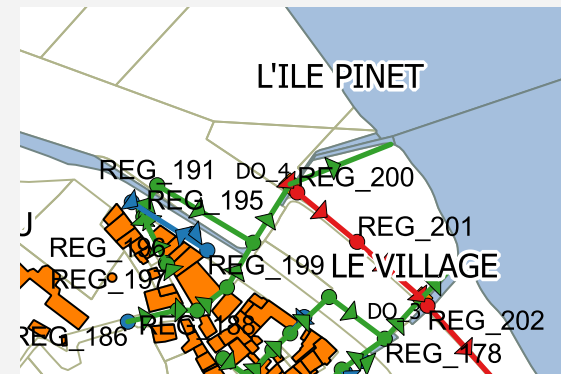 L'ILE PINET
REG_191
DO_4
REG_200
REG_195
U
REG_201
REG_196
REG_199
LE VILLAGE
REG_197
DO_3
REG_202
REG_186
REG_188
REG_178